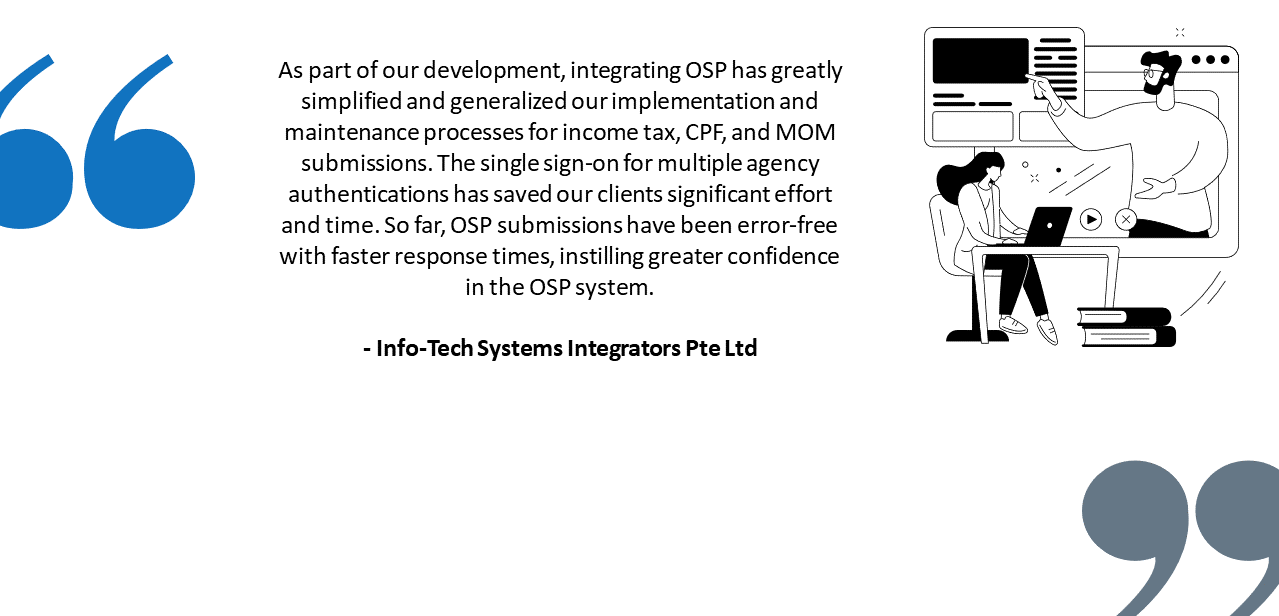 As part of our development, integrating OSP has greatly
simplified and generalized our implementation and
maintenance processes for income tax, CPF, and MOM
submissions. The single sign-on for multiple agency
authentications has saved our clients significant effort
and time. So far, OSP submissions have been error-free
with faster response times, instilling greater confidence
in the OSP system.
- Info-Tech Systems Integrators Pte Ltd